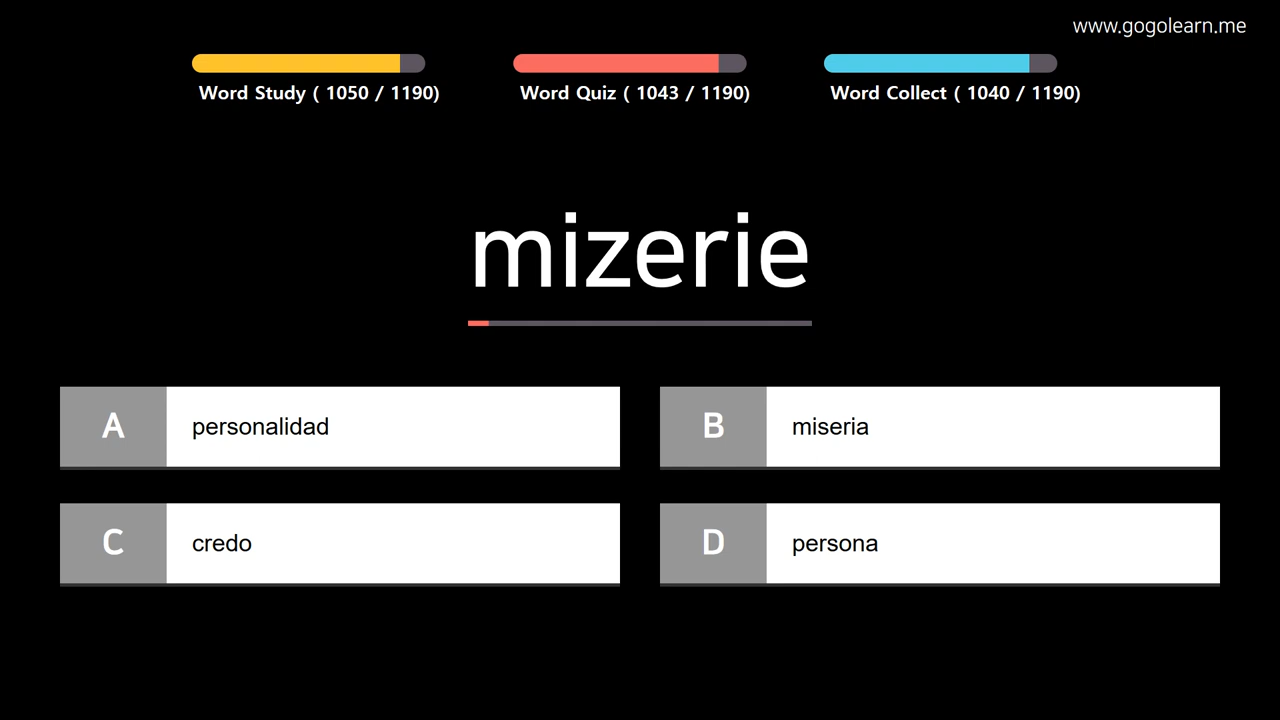 www.gogolearn.me
Word Study ( 1050 / 1190)
Word Quiz ( 1043 / 1190)
Word Collect ( 1040 / 1190)
mizerie
A personalidad
B miseria
C credo
D persona